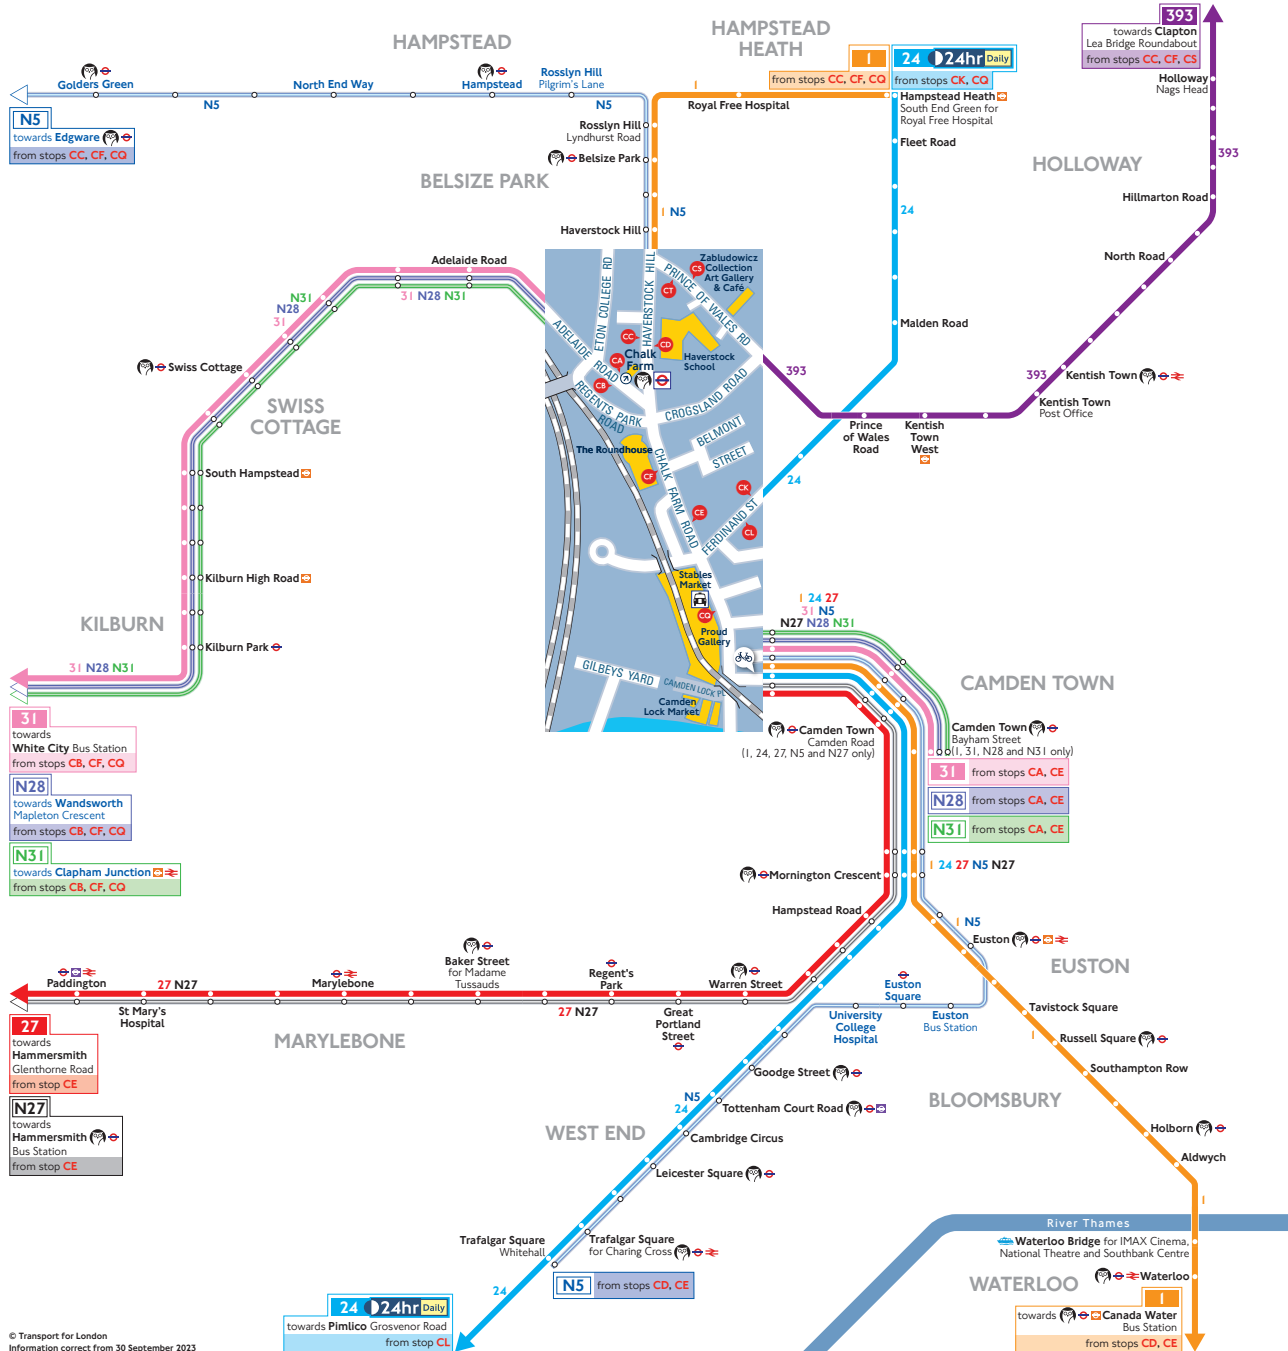 HAMPSTEAD
HAMPSTEAD
HEATH
393
towards Clapton
Lea Bridge Roundabout
from stops CC, CF, CS
1
from stops CC, CF, CQ
24 24hr Daily
from stops CK, CQ
Golders Green
North End Way
Hampstead
Rosslyn Hill
Pilgrim's Lane
N5
N5
N5
towards Edgware
from stops CC, CF, CQ
1
Royal Free Hospital
Hampstead Heath
South End Green for
Royal Free Hospital
Holloway
Nags Head
Rosslyn Hill
Lyndhurst Road
Belsize Park
Fleet Road
393
HOLLOWAY
BELSIZE PARK
Hillmarton Road
1 N5
24
Haverstock Hill
North Road
Adelaide Road
N31
N28
31
31 N28 N31
Malden Road
Swiss Cottage
SWISS
COTTAGE
393
393
Kentish Town
Kentish Town
Post Office
Prince
of Wales
Road
Kentish
Town
West
24
ETON COLLEGE RD
HAVERSTOCK HILL
PRINCE OF WALES RD
CS
Zabludowicz
Collection
Art Gallery
& Café
CT
CC
CD
ADELAIDE ROAD
Chalk
Farm
CA
CB
Haverstock
School
REGENTS PARK
ROAD
CROGSLAND ROAD
BELMONT
STREET
The Roundhouse
CF
CHALK FARM ROAD
CK
CE
FERDINAND ST
CL
Stables
Market
CQ
Proud
Gallery
GILBEYS YARD
CAMDEN LOCK PL
Camden
Lock Market
South Hampstead
Kilburn High Road
KILBURN
Kilburn Park
31 N28 N31
31
towards
White City Bus Station
from stops CB, CF, CQ
N28
towards Wandsworth
Mapleton Crescent
from stops CB, CF, CQ
N31
towards Clapham Junction
from stops CB, CF, CQ
1 24 27
31 N5
N27 N28 N31
CAMDEN TOWN
Camden Town
Camden Road
(1, 24, 27, N5 and N27 only)
Camden Town
Bayham Street
(1, 31, N28 and N31 only)
31 from stops CA, CE
N28 from stops CA, CE
N31 from stops CA, CE
1 24 27 N5 N27
Mornington Crescent
Hampstead Road
1 N5
Euston
EUSTON
Paddington
27 N27
St Mary's
Hospital
Marylebone
Baker Street
for Madame
Tussauds
27 N27
Regent's
Park
Great
Portland
Street
Warren Street
MARYLEBONE
27
towards
Hammersmith
Glenthorne Road
from stop CE
N27
towards
Hammersmith
Bus Station
from stop CE
Euston
Square
University
College
Hospital
Euston
Bus Station
Tavistock Square
1
Russell Square
Southampton Row
BLOOMSBURY
Holborn
Aldwych
1
Goodge Street
N5
24
Tottenham Court Road
WEST END
Cambridge Circus
Leicester Square
Trafalgar Square
Whitehall
Trafalgar Square
for Charing Cross
N5 from stops CD, CE
24
24 24hr Daily
towards Pimlico Grosvenor Road
from stop CL
River Thames
Waterloo Bridge for IMAX Cinema,
National Theatre and Southbank Centre
WATERLOO
Waterloo
1
towards Canada Water
Bus Station
from stops CD, CE
© Transport for London
Information correct from 30 September 2023